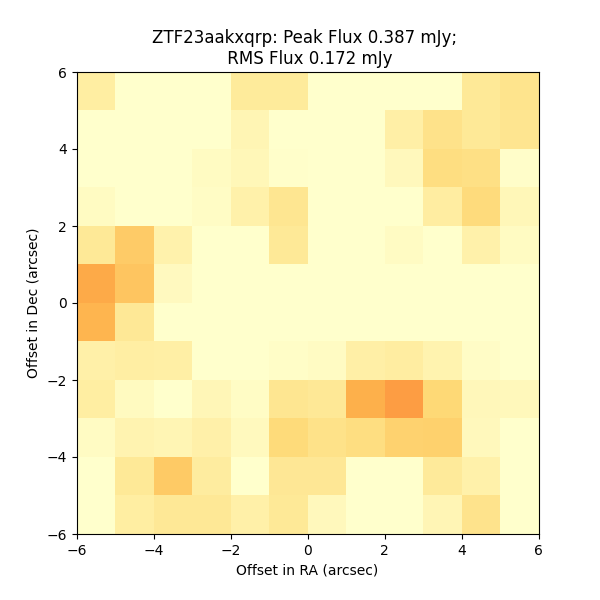 ZTF23aakxqrp: Peak Flux 0.387 mJy;
RMS Flux 0.172 mJy
6
4
2
0
−2
−4
−6
Offset in Dec (arcsec)
−6 −4 −2 0 2 4 6
Offset in RA (arcsec)